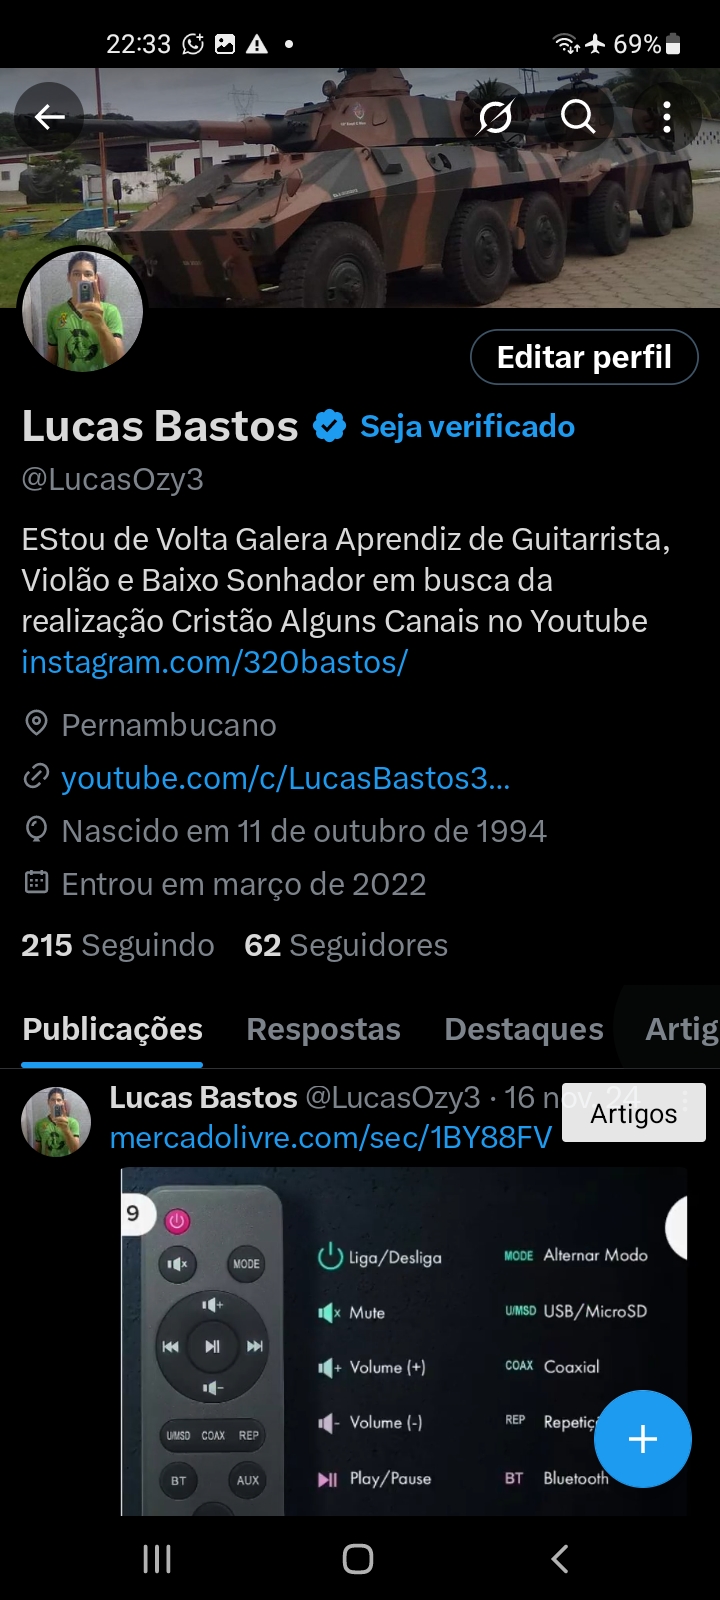 22:33
69%
Editar perfil
Lucas Bastos Seja verificado
@LucasOzy3
EStou de Volta Galera Aprendiz de Guitarrista,
Violão e Baixo Sonhador em busca da
realização Cristão Alguns Canais no Youtube
instagram.com/320bastos/
Pernambucano
youtube.com/c/LucasBastos3...
Nascido em 11 de outubro de 1994
Entrou em março de 2022
215 Seguindo 62 Seguidores
Publicações Respostas Destaques Artig
Lucas Bastos @LucasOzy3 · 16 nov. 24
Artigos
mercadolivre.com/sec/1BY88FV
9
MODE
U/MSD COAX REP
BT AUX
Liga/Desliga MODE Alternar Modo
Mute U/MSD USB/MicroSD
Volume (+) COAX Coaxial
Volume (-) REP Repetiç
Play/Pause BT Bluetooth